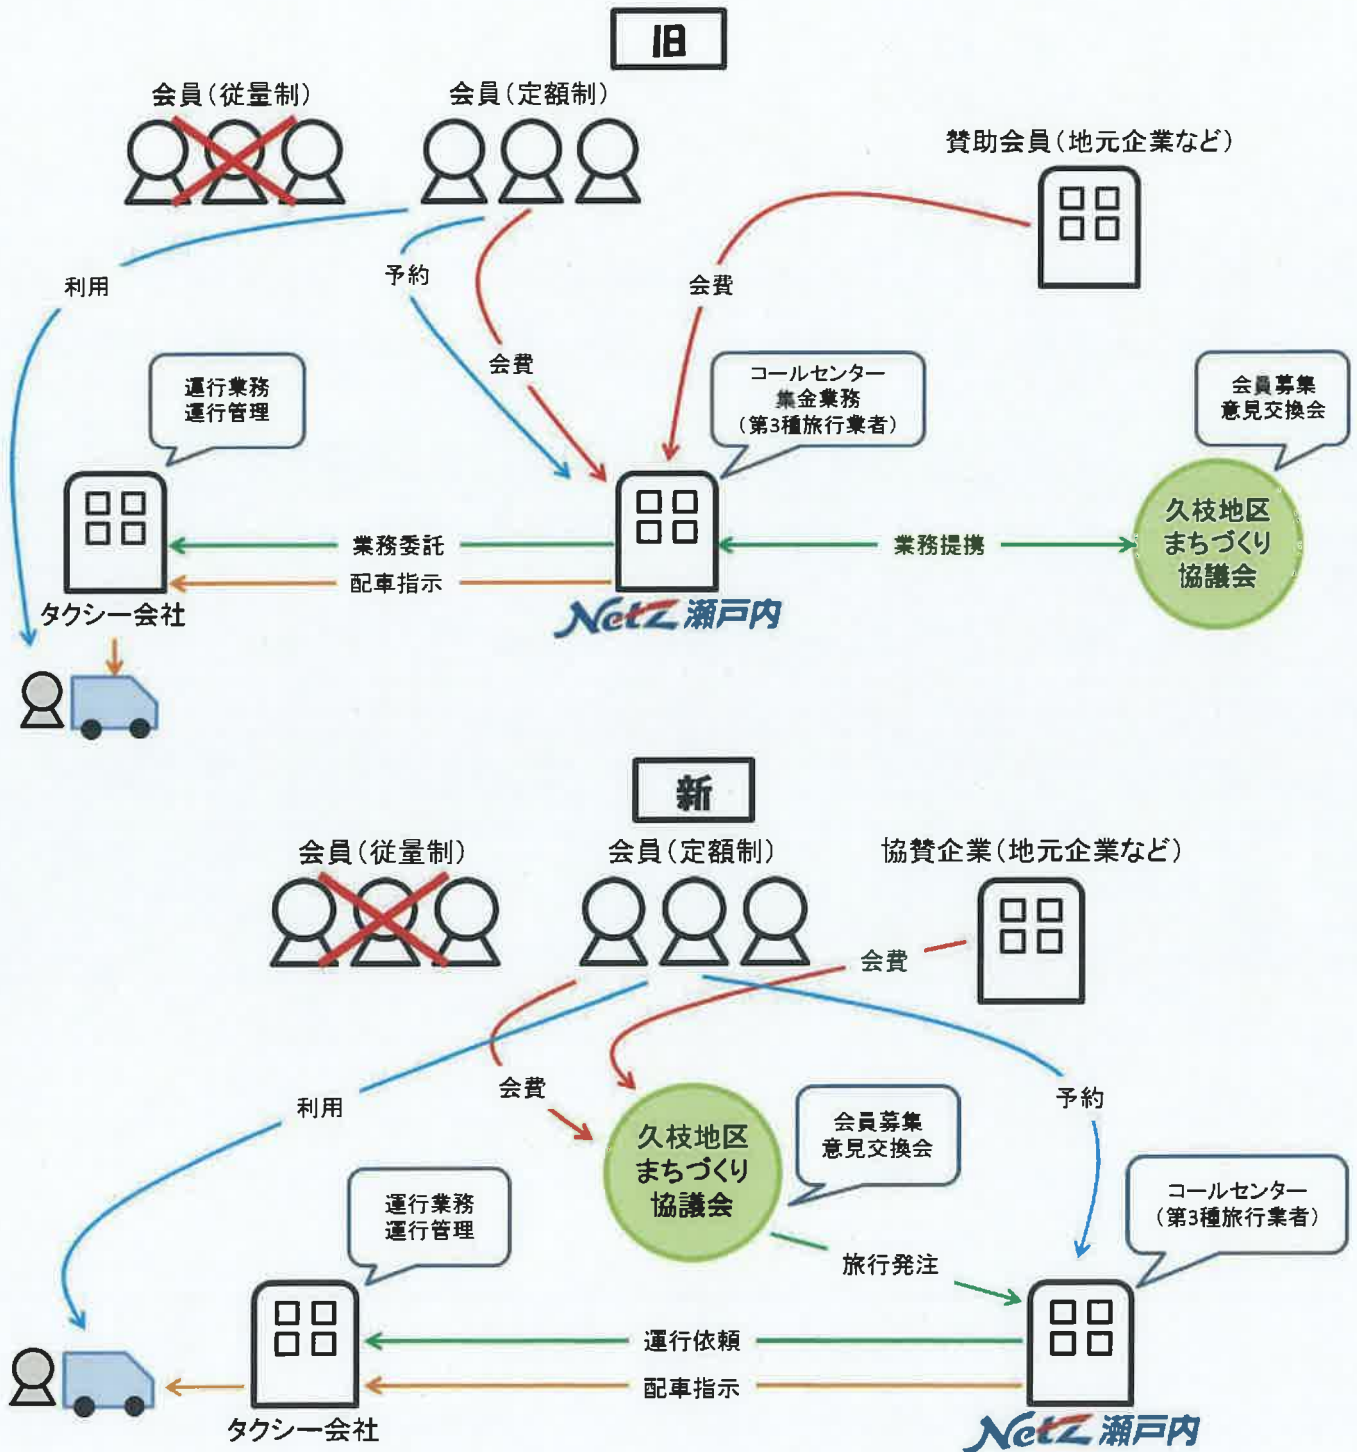 旧
会員(従量制)
会員(定額制)
賛助会員(地元企業など)
利用
予約
会費
会費
運行業務
運行管理
コールセンター
集金業務
(第3種旅行業者)
会員募集
意見交換会
久枝地区
まちづくり
協議会
業務委託
業務提携
配車指示
タクシー会社
Netz 瀬戸内
新
会員(従量制)
会員(定額制)
協賛企業(地元企業など)
会費
会費
利用
予約
会員募集
意見交換会
久枝地区
まちづくり
協議会
運行業務
運行管理
コールセンター
(第3種旅行業者)
旅行発注
運行依頼
配車指示
タクシー会社
Netz 瀬戸内